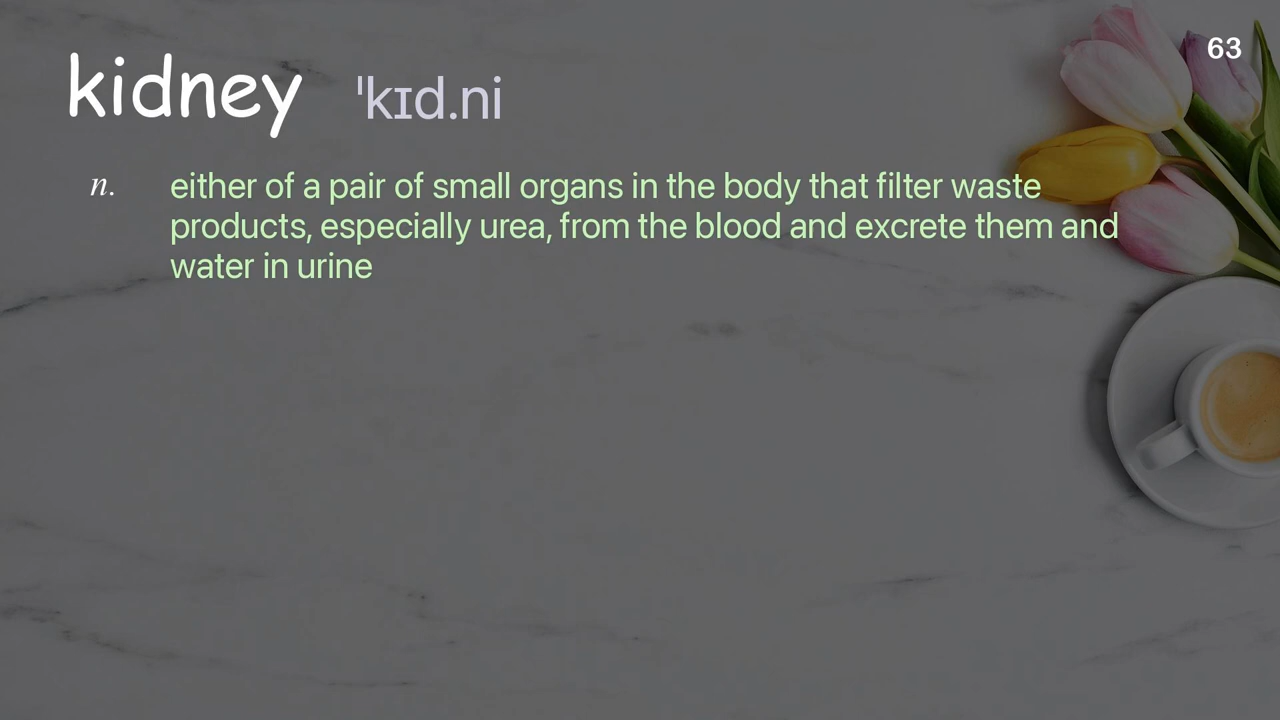 63
kidney ˈkɪd.ni
n. either of a pair of small organs in the body that filter waste
products, especially urea, from the blood and excrete them and
water in urine